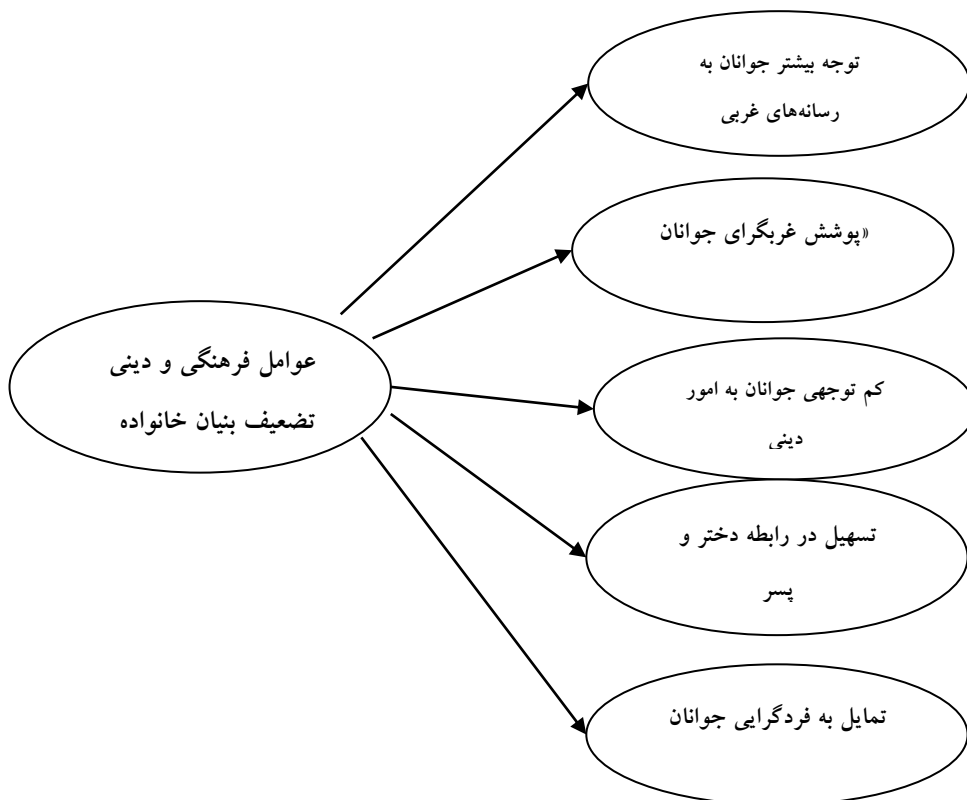 توجه بیشتر جوانان به
رسانه‌های غربی
«پوشش غربگرای جوانان
عوامل فرهنگی و دینی
تضعیف بنیان خانواده
کم توجهی جوانان به امور
دینی
تسهیل در رابطه دختر و
پسر
تمایل به فردگرایی جوانان